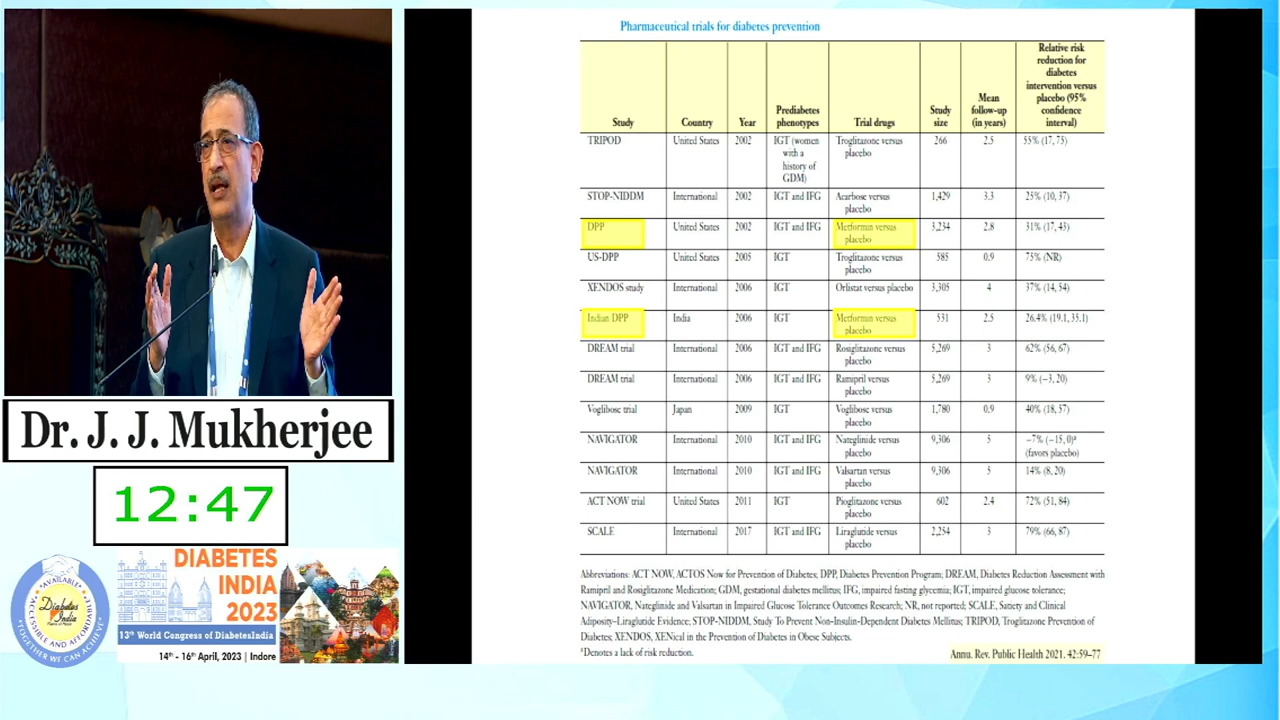 Pharmaceutical trials for diabetes prevention
Study Country Year Prediabetes phenotypes Trial drugs Study size Mean follow-up (in years) Relative risk reduction for diabetes intervention versus placebo (95% confidence interval)
TRIPOD United States 2002 IGT (women with a history of GDM) Troglitazone versus placebo 266 2.5 55% (17, 75)
STOP-NIDDM International 2002 IGT and IFG Acarbose versus placebo 1,429 3.3 25% (10, 37)
DPP United States 2002 IGT and IFG Metformin versus placebo 3,234 2.8 31% (17, 43)
US-DPP United States 2005 IGT Troglitazone versus placebo 585 0.9 75% (NR)
XENDOS study International 2006 IGT Orlistat versus placebo 3,305 4 37% (14, 54)
Indian DPP India 2006 IGT Metformin versus placebo 531 2.5 26.4% (19.1, 35.1)
DREAM trial International 2006 IGT and IFG Rosiglitazone versus placebo 5,269 3 62% (56, 67)
DREAM trial International 2006 IGT and IFG Ramipril versus placebo 5,269 3 9% (−3, 20)
Voglibose trial Japan 2009 IGT Voglibose versus placebo 1,780 0.9 40% (18, 57)
NAVIGATOR International 2010 IGT and IFG Nateglinide versus placebo 9,306 5 −7% (−15, 0)ᵃ (favors placebo)
NAVIGATOR International 2010 IGT and IFG Valsartan versus placebo 9,306 5 14% (8, 20)
ACT NOW trial United States 2011 IGT Pioglitazone versus placebo 602 2.4 72% (51, 84)
SCALE International 2017 IGT and IFG Liraglutide versus placebo 2,254 3 79% (66, 87)
Abbreviations: ACT NOW, ACTOS Now for Prevention of Diabetes; DPP, Diabetes Prevention Program; DREAM, Diabetes Reduction Assessment with
Ramipril and Rosiglitazone Medication; GDM, gestational diabetes mellitus; IFG, impaired fasting glycemia; IGT, impaired glucose tolerance;
NAVIGATOR, Nateglinide and Valsartan in Impaired Glucose Tolerance Outcomes Research; NR, not reported; SCALE, Satiety and Clinical
Adiposity–Liraglutide Evidence; STOP-NIDDM, Study To Prevent Non-Insulin-Dependent Diabetes Mellitus; TRIPOD, Troglitazone Prevention of
Diabetes; XENDOS, XENical in the Prevention of Diabetes in Obese Subjects.
ᵃDenotes a lack of risk reduction.
Annu. Rev. Public Health 2021. 42:59–77
Dr. J. J. Mukherjee
12:47
AVAILABLE
ACCESSIBLE AND AFFORDABLE
Diabetes
India
"TOGETHER WE CAN ACHIEVE"
DIABETES
INDIA
2023
13th World Congress of DiabetesIndia
14th - 16th April, 2023 | Indore